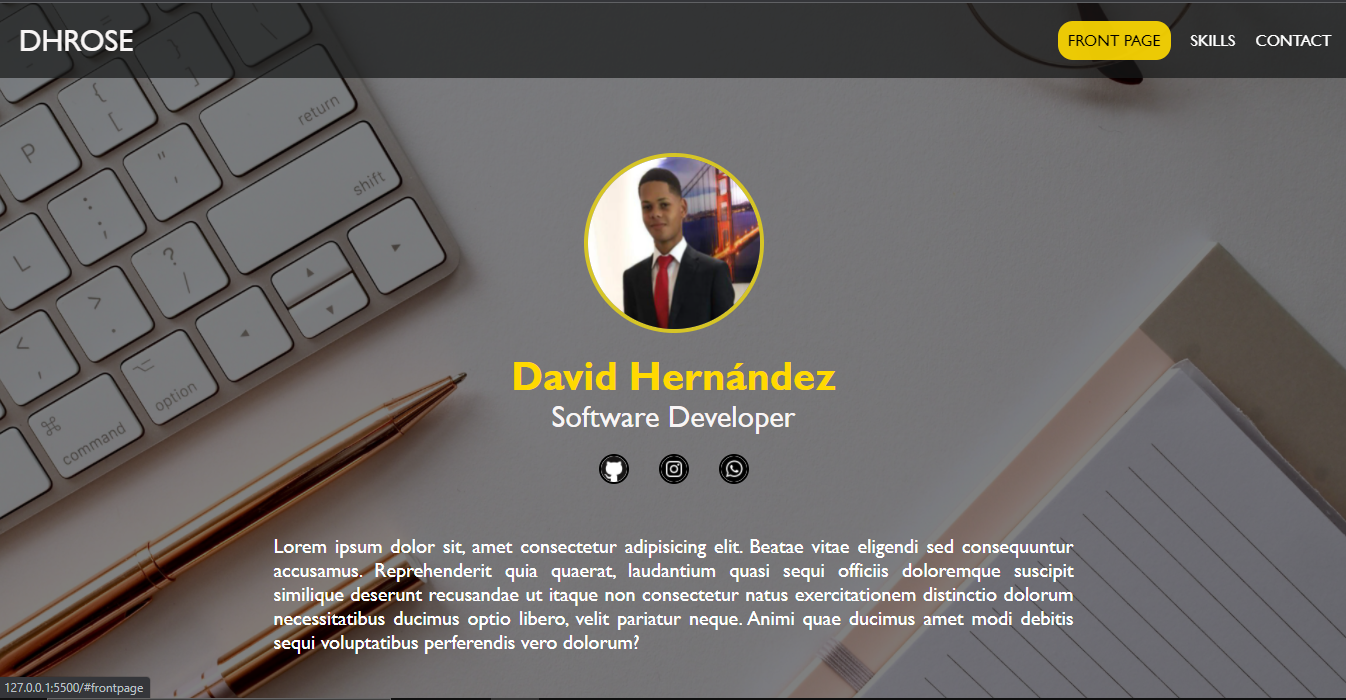 DHROSE
FRONT PAGE SKILLS CONTACT
return
{
[
P
"
'
shift
:
;
L
?
/
>
.
<
,
⌥
option
⌘
command
David Hernández
Software Developer
Lorem ipsum dolor sit, amet consectetur adipisicing elit. Beatae vitae eligendi sed consequuntur
accusamus. Reprehenderit quia quaerat, laudantium quasi sequi officiis doloremque suscipit
similique deserunt recusandae ut itaque non consectetur natus exercitationem distinctio dolorum
necessitatibus ducimus optio libero, velit pariatur neque. Animi quae ducimus amet modi debitis
sequi voluptatibus perferendis vero dolorum?
127.0.0.1:5500/#frontpage